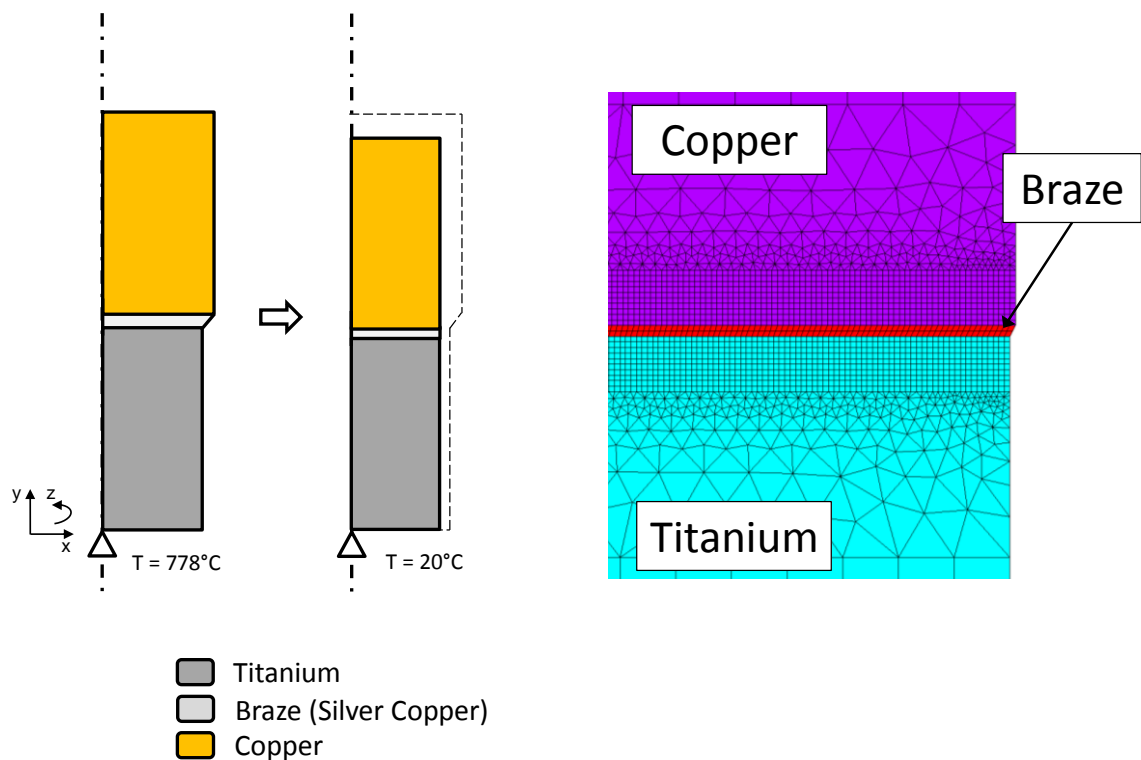 Copper
Braze
Titanium
y
z
x
T = 778°C
T = 20°C
Titanium
Braze (Silver Copper)
Copper